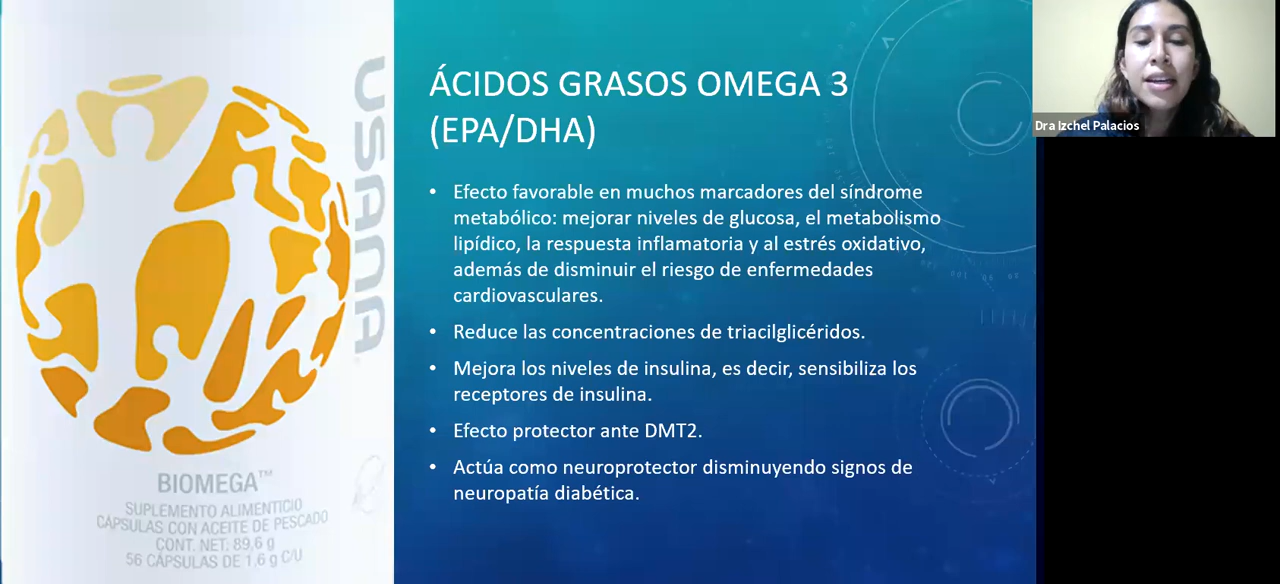 USANA
BIOMEGA™
SUPLEMENTO ALIMENTICIO
CÁPSULAS CON ACEITE DE PESCADO
CONT. NET: 89,6 g
56 CÁPSULAS DE 1,6 g C/U
ÁCIDOS GRASOS OMEGA 3
(EPA/DHA)
• Efecto favorable en muchos marcadores del síndrome
metabólico: mejorar niveles de glucosa, el metabolismo
lipídico, la respuesta inflamatoria y al estrés oxidativo,
además de disminuir el riesgo de enfermedades
cardiovasculares.
• Reduce las concentraciones de triacilglicéridos.
• Mejora los niveles de insulina, es decir, sensibiliza los
receptores de insulina.
• Efecto protector ante DMT2.
• Actúa como neuroprotector disminuyendo signos de
neuropatía diabética.
Dra Izchel Palacios